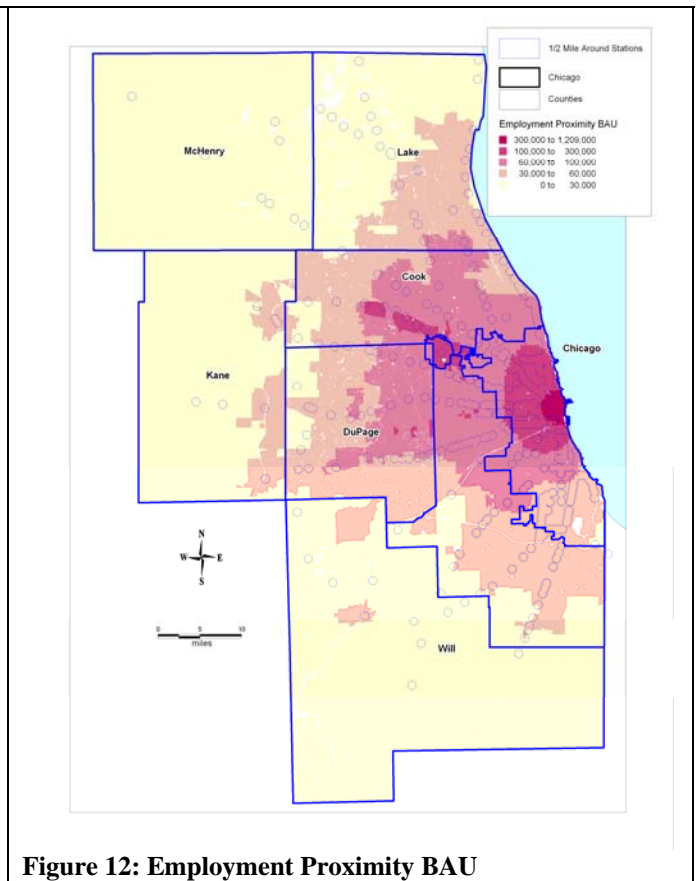 1/2 Mile Around Stations
Chicago
Counties
Employment Proximity BAU
300,000 to 1,209,000
100,000 to 300,000
60,000 to 100,000
30,000 to 60,000
0 to 30,000
McHenry
Lake
Cook
Chicago
Kane
DuPage
N
W E
S
0 5 10
miles
Will
Figure 12: Employment Proximity BAU